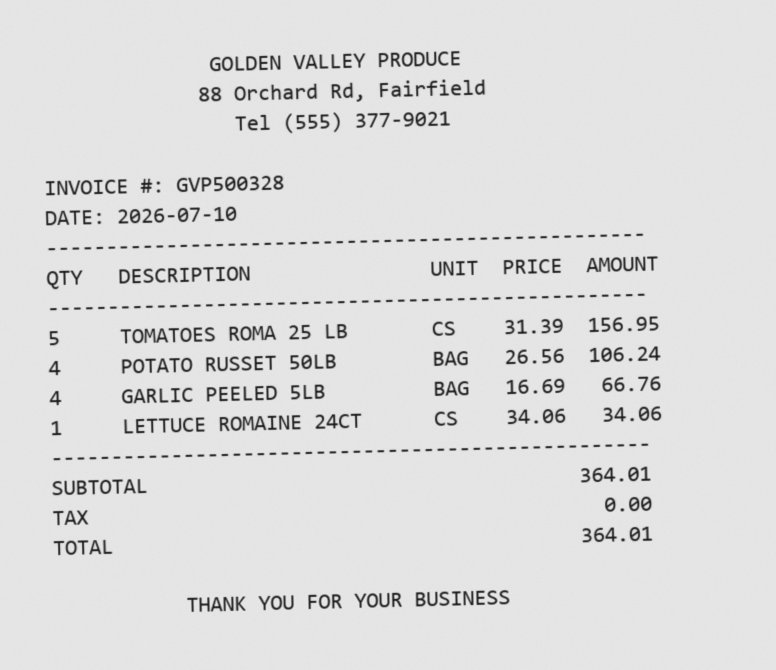 GOLDEN VALLEY PRODUCE
88 Orchard Rd, Fairfield
Tel (555) 377-9021
INVOICE #: GVP500328
DATE: 2026-07-10
--------------------------------------------------
QTY DESCRIPTION UNIT PRICE AMOUNT
--------------------------------------------------
5 TOMATOES ROMA 25 LB CS 31.39 156.95
4 POTATO RUSSET 50LB BAG 26.56 106.24
4 GARLIC PEELED 5LB BAG 16.69 66.76
1 LETTUCE ROMAINE 24CT CS 34.06 34.06
--------------------------------------------------
SUBTOTAL 364.01
TAX 0.00
TOTAL 364.01
THANK YOU FOR YOUR BUSINESS